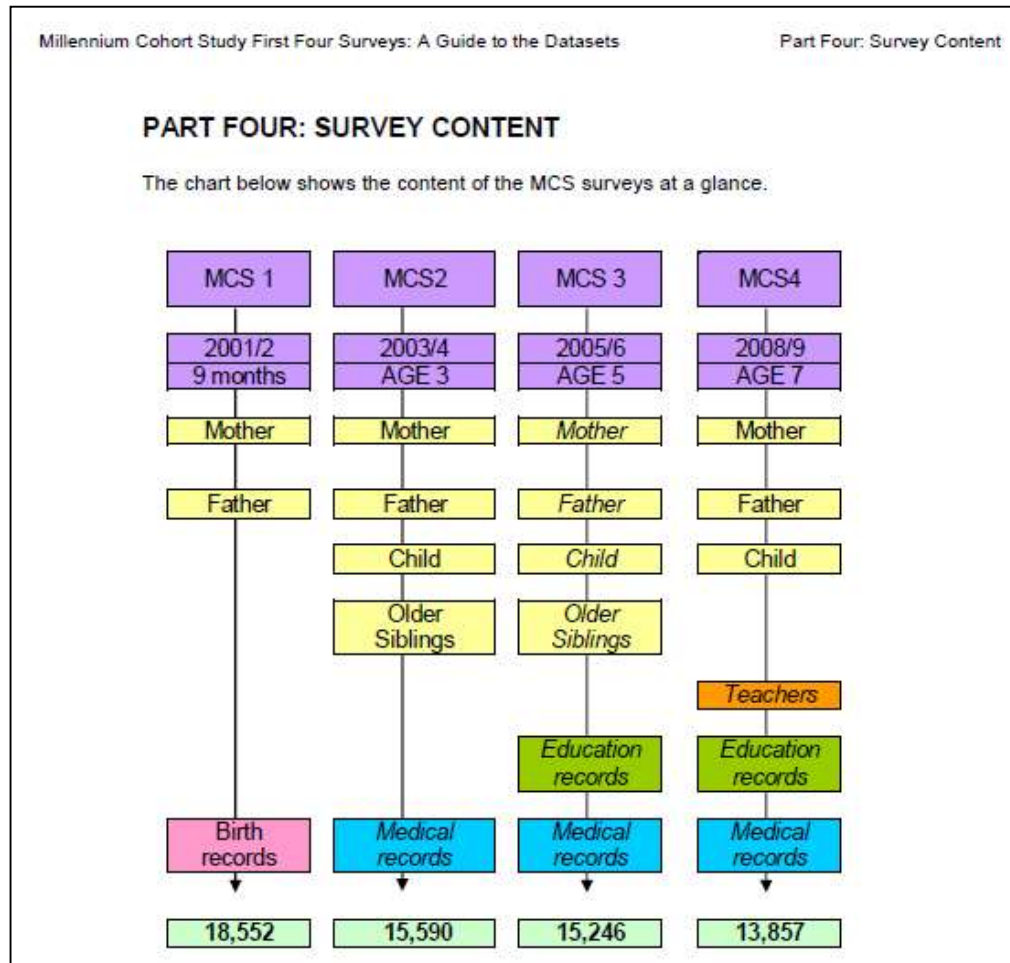 Millennium Cohort Study First Four Surveys: A Guide to the Datasets Part Four: Survey Content
PART FOUR: SURVEY CONTENT
The chart below shows the content of the MCS surveys at a glance.
MCS 1 MCS2 MCS 3 MCS4
2001/2 2003/4 2005/6 2008/9
9 months AGE 3 AGE 5 AGE 7
Mother Mother Mother Mother
Father Father Father Father
Child Child Child
Older Older
Siblings Siblings
Teachers
Education Education
records records
Birth Medical Medical Medical
records records records records
18,552 15,590 15,246 13,857